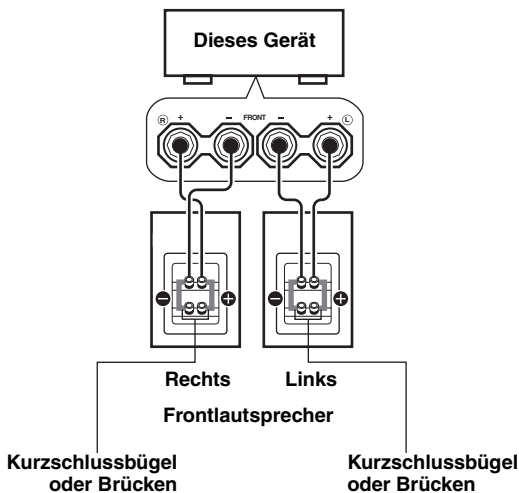 Dieses Gerät
R + − FRONT − + L
− + − +
Rechts Links
Frontlautsprecher
Kurzschlussbügel Kurzschlussbügel
oder Brücken oder Brücken